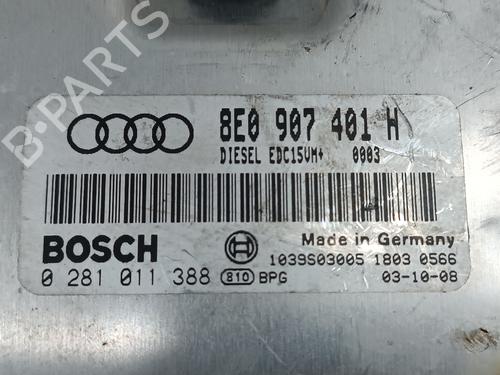 8E0 907 401 H
DIESEL EDC15VM+ 0003
BOSCH
Made in Germany
0 281 011 388 810 BPG
1039S03005 1803 0566
03-10-08
B-PARTS